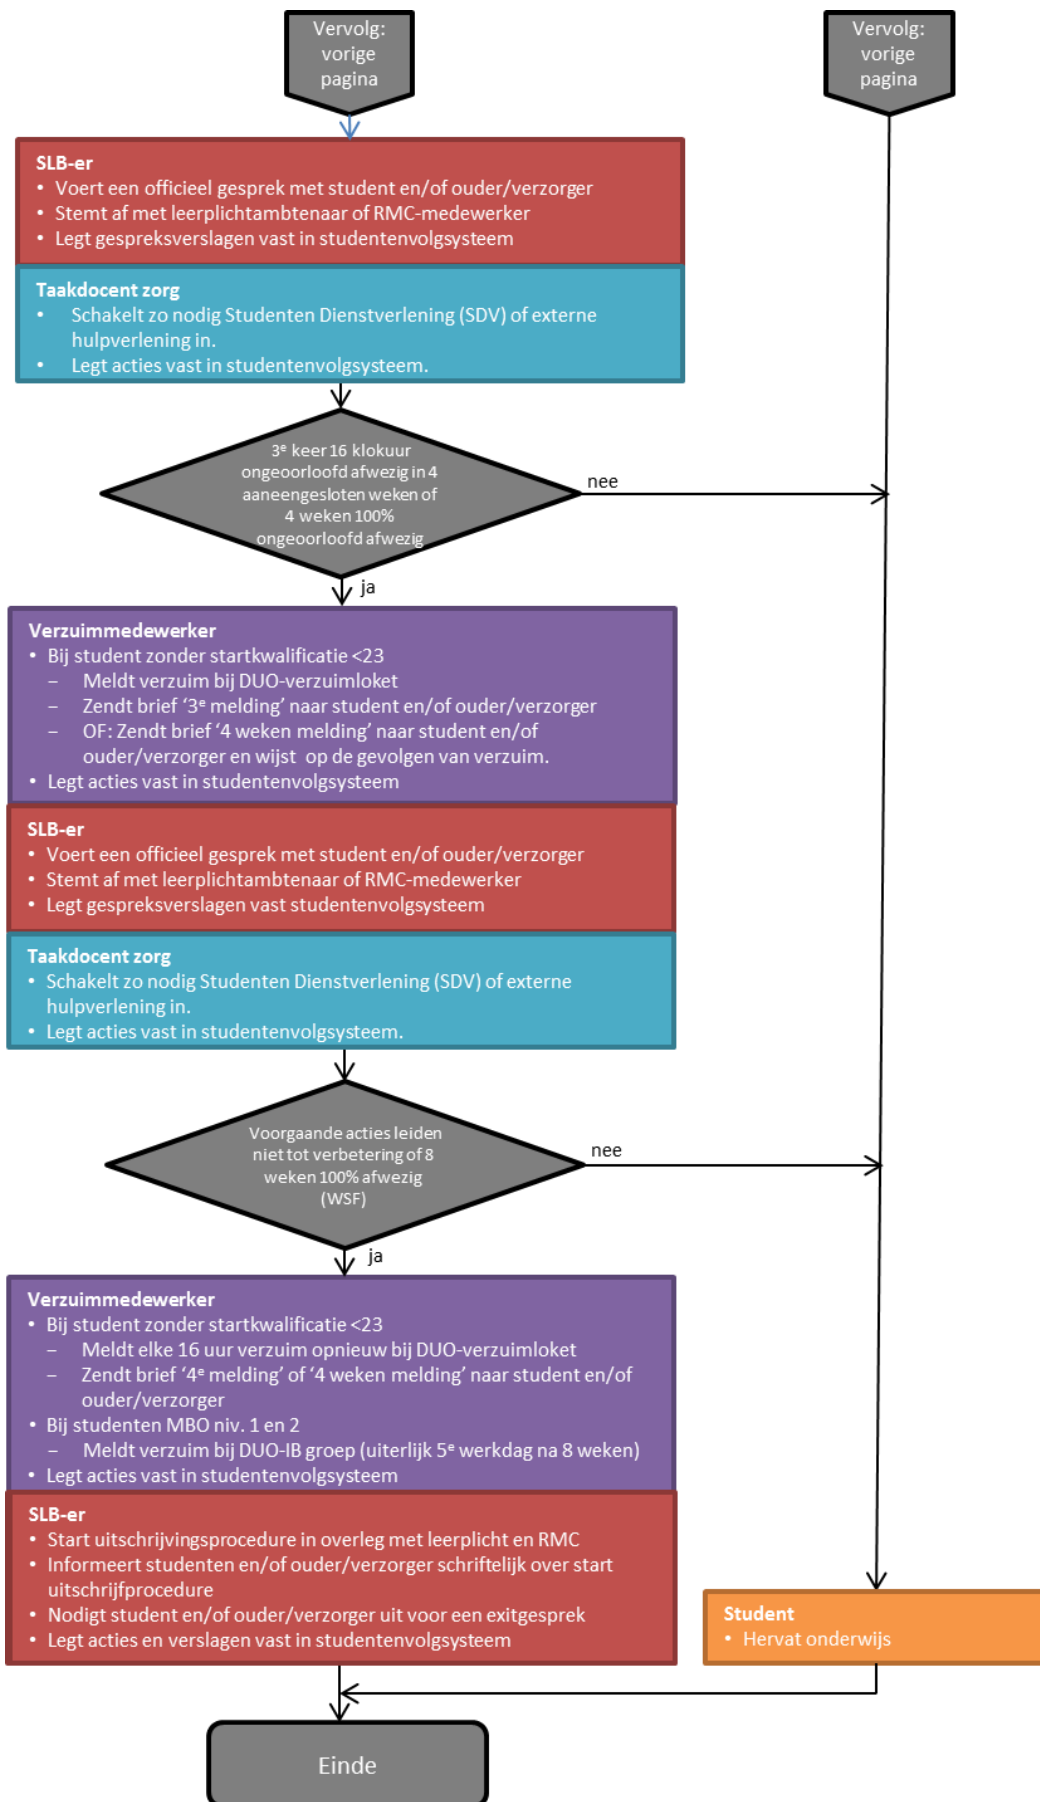 Vervolg:
vorige
pagina
Vervolg:
vorige
pagina
SLB-er
• Voert een officieel gesprek met student en/of ouder/verzorger
• Stemt af met leerplichtambtenaar of RMC-medewerker
• Legt gespreksverslagen vast in studentenvolgsysteem
Taakdocent zorg
• Schakelt zo nodig Studenten Dienstverlening (SDV) of externe
hulpverlening in.
• Legt acties vast in studentenvolgsysteem.
3e keer 16 klokuur
ongeoorloofd afwezig in 4
aaneengesloten weken of
4 weken 100%
ongeoorloofd afwezig
nee
ja
Verzuimmedewerker
• Bij student zonder startkwalificatie <23
– Meldt verzuim bij DUO-verzuimloket
– Zendt brief ‘3e melding’ naar student en/of ouder/verzorger
– OF: Zendt brief ‘4 weken melding’ naar student en/of
ouder/verzorger en wijst op de gevolgen van verzuim.
• Legt acties vast in studentenvolgsysteem
SLB-er
• Voert een officieel gesprek met student en/of ouder/verzorger
• Stemt af met leerplichtambtenaar of RMC-medewerker
• Legt gespreksverslagen vast studentenvolgsysteem
Taakdocent zorg
• Schakelt zo nodig Studenten Dienstverlening (SDV) of externe
hulpverlening in.
• Legt acties vast in studentenvolgsysteem.
Voorgaande acties leiden
niet tot verbetering of 8
weken 100% afwezig
(WSF)
nee
ja
Verzuimmedewerker
• Bij student zonder startkwalificatie <23
– Meldt elke 16 uur verzuim opnieuw bij DUO-verzuimloket
– Zendt brief ‘4e melding’ of ‘4 weken melding’ naar student en/of
ouder/verzorger
• Bij studenten MBO niv. 1 en 2
– Meldt verzuim bij DUO-IB groep (uiterlijk 5e werkdag na 8 weken)
• Legt acties vast in studentenvolgsysteem
SLB-er
• Start uitschrijvingsprocedure in overleg met leerplicht en RMC
• Informeert studenten en/of ouder/verzorger schriftelijk over start
uitschrijfprocedure
• Nodigt student en/of ouder/verzorger uit voor een exitgesprek
• Legt acties en verslagen vast in studentenvolgsysteem
Student
• Hervat onderwijs
Einde